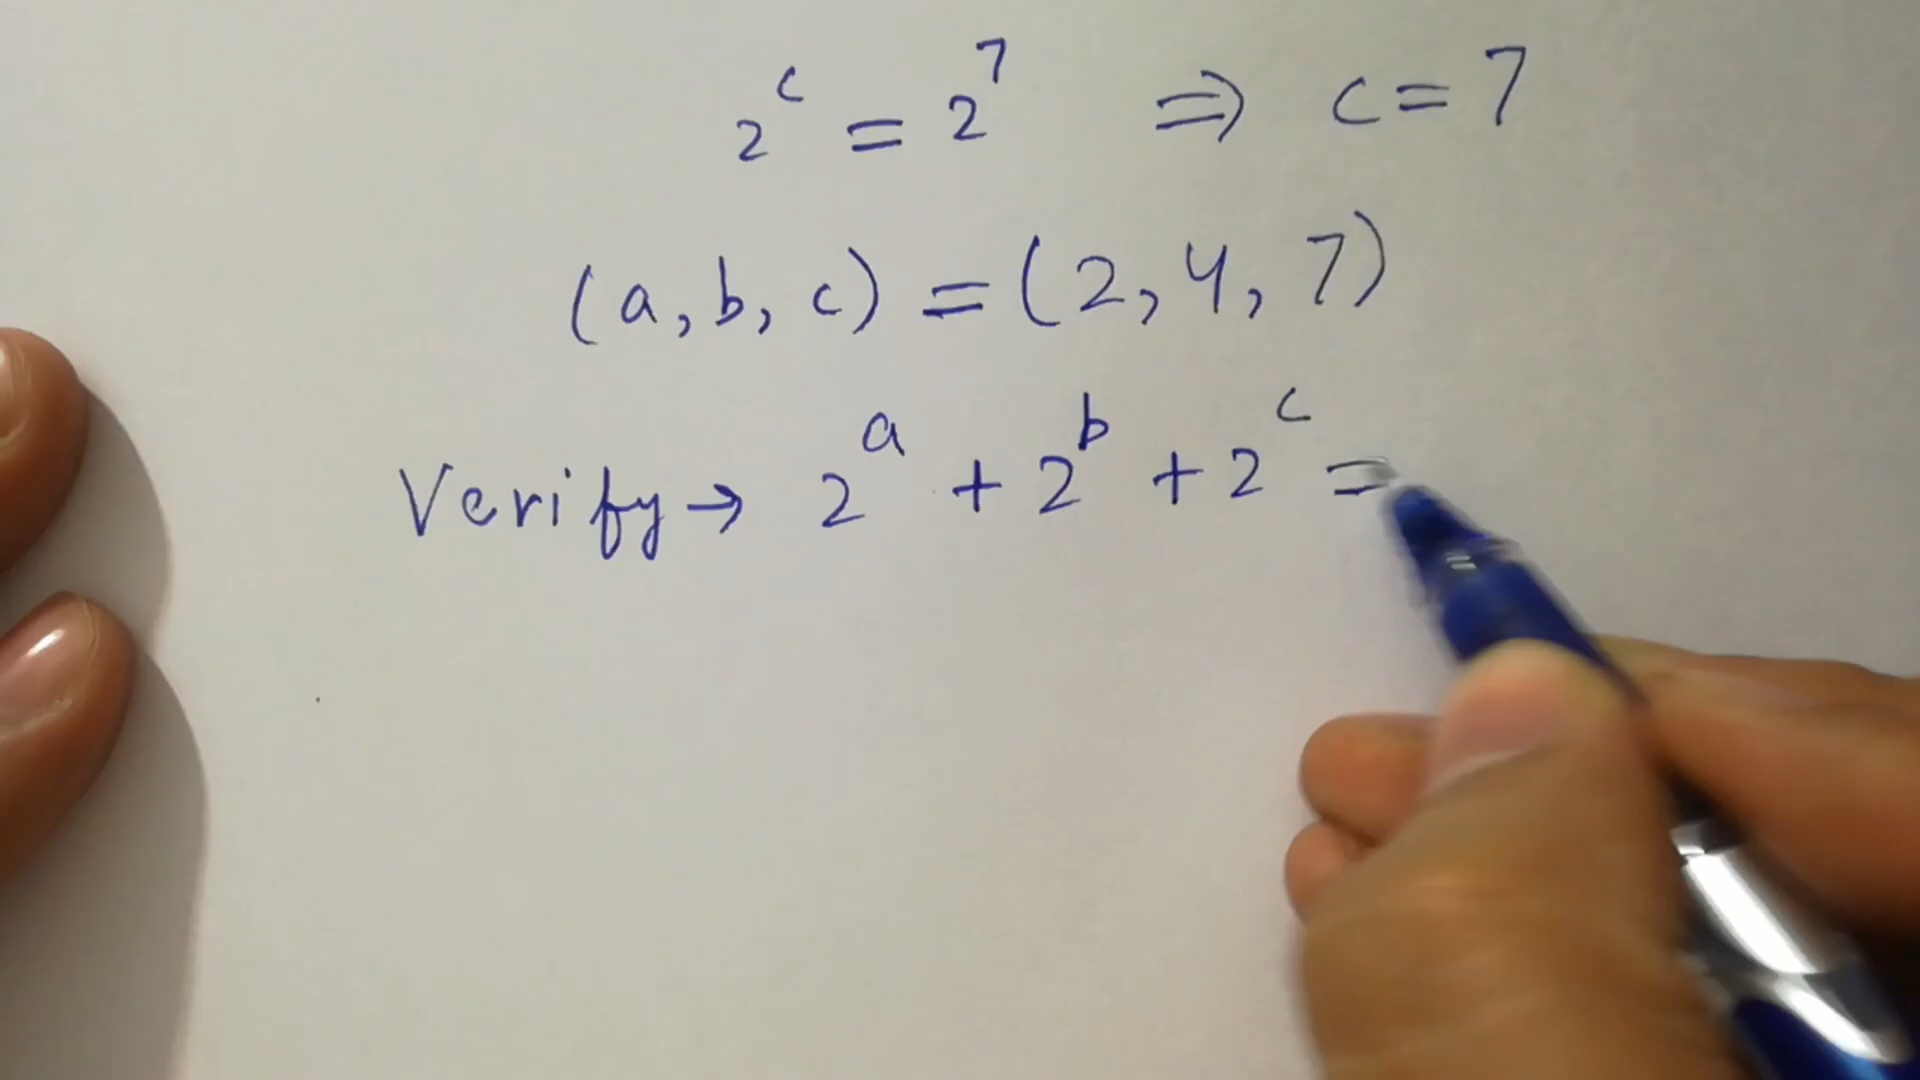 2^c = 2^7 ⇒ c = 7
(a, b, c) = (2, 4, 7)
Verify → 2^a + 2^b + 2^c =